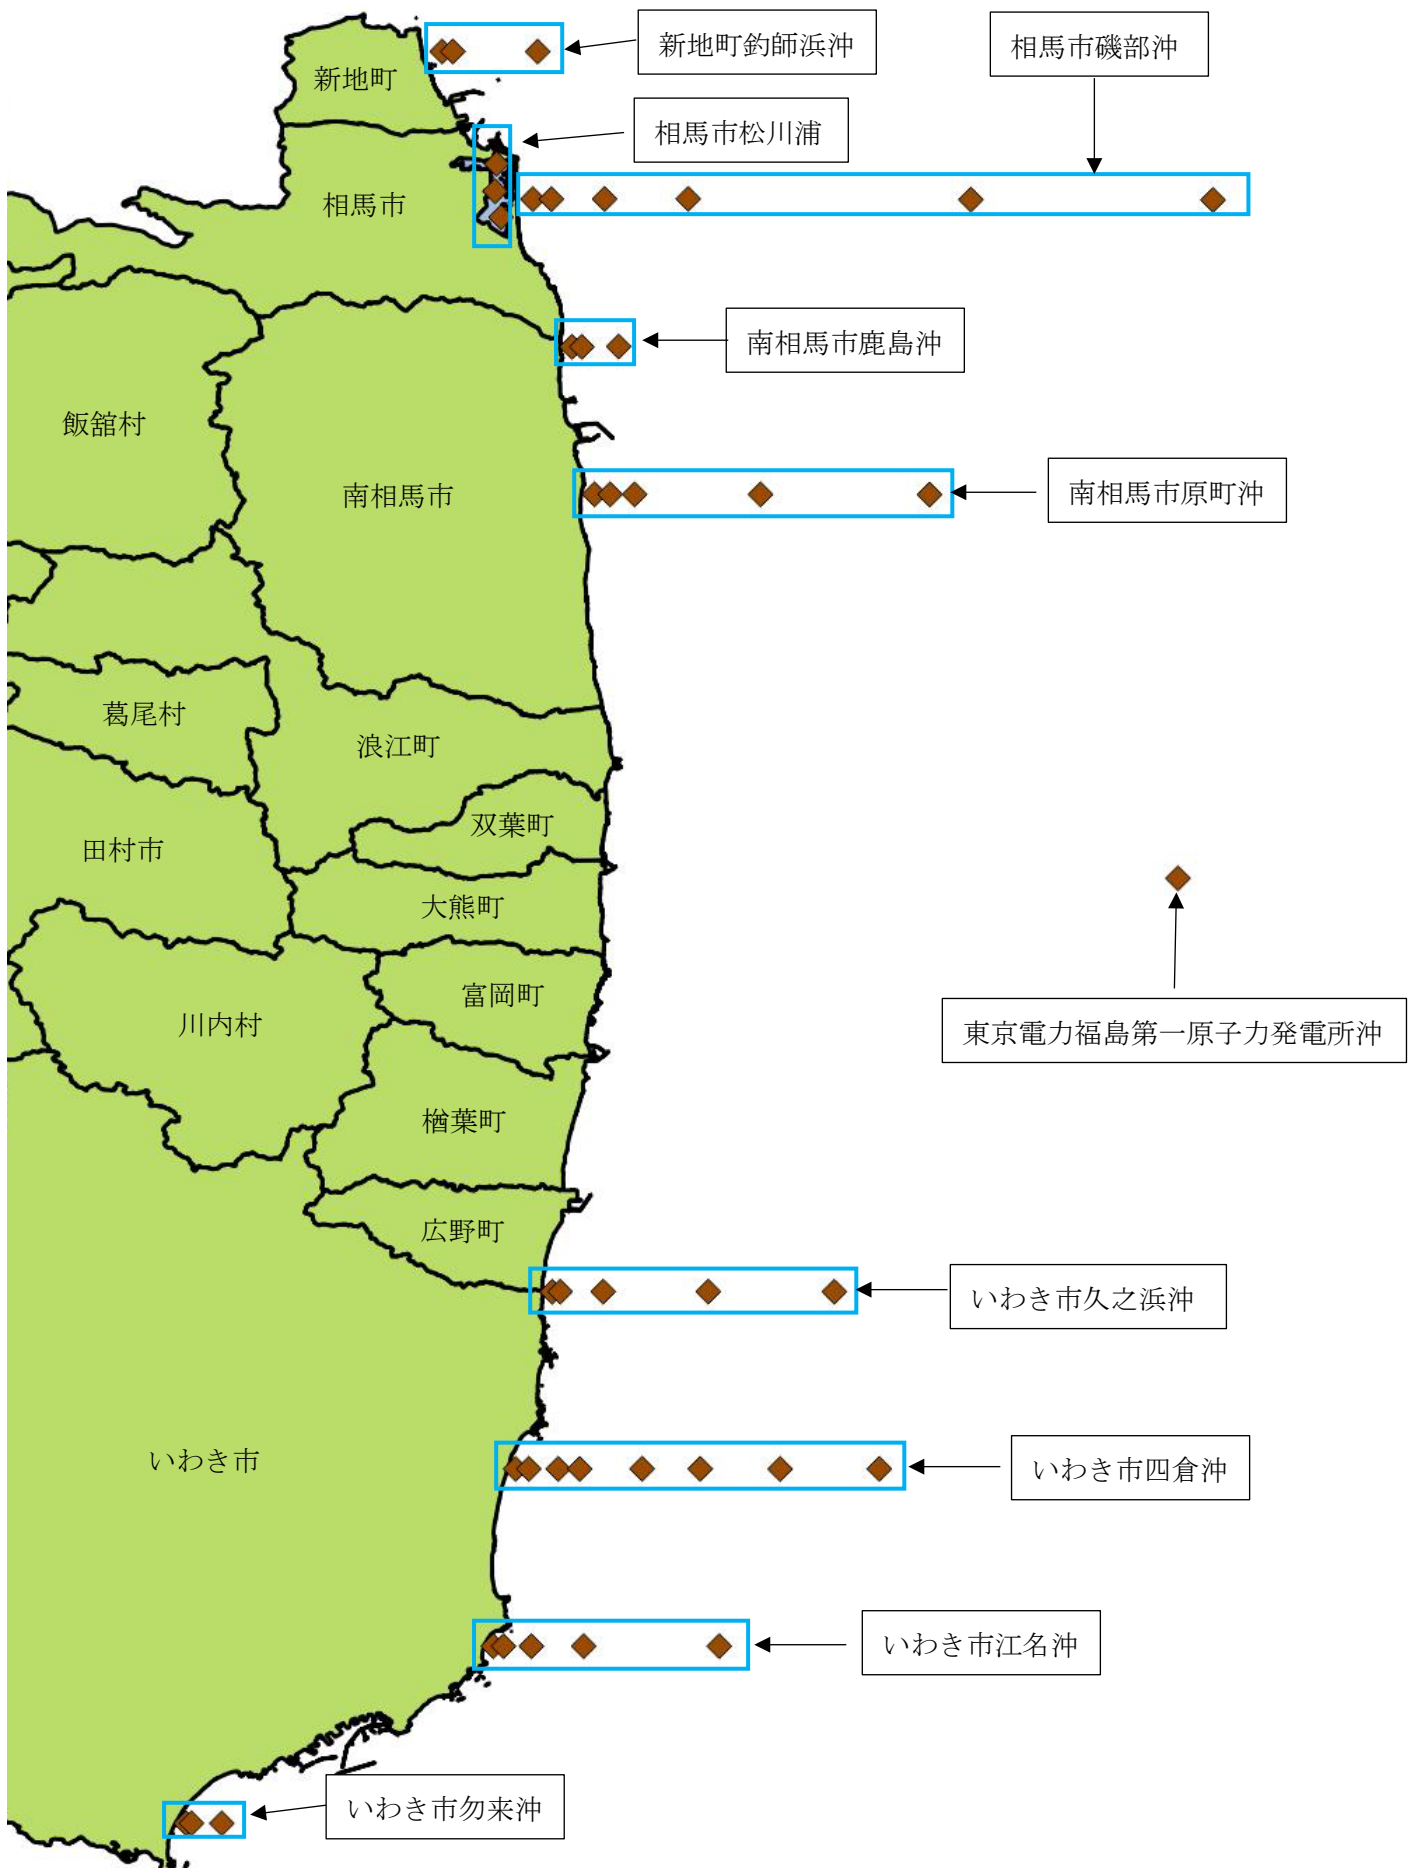 新地町釣師浜沖
相馬市磯部沖
新地町
相馬市松川浦
相馬市
南相馬市鹿島沖
飯舘村
南相馬市
南相馬市原町沖
葛尾村
浪江町
双葉町
田村市
大熊町
富岡町
川内村
東京電力福島第一原子力発電所沖
楢葉町
広野町
いわき市久之浜沖
いわき市
いわき市四倉沖
いわき市江名沖
いわき市勿来沖